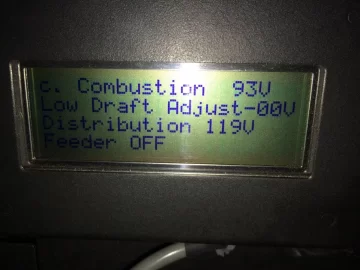 c. Combustion 93V
Low Draft Adjust-00V
Distribution 119V
Feeder OFF